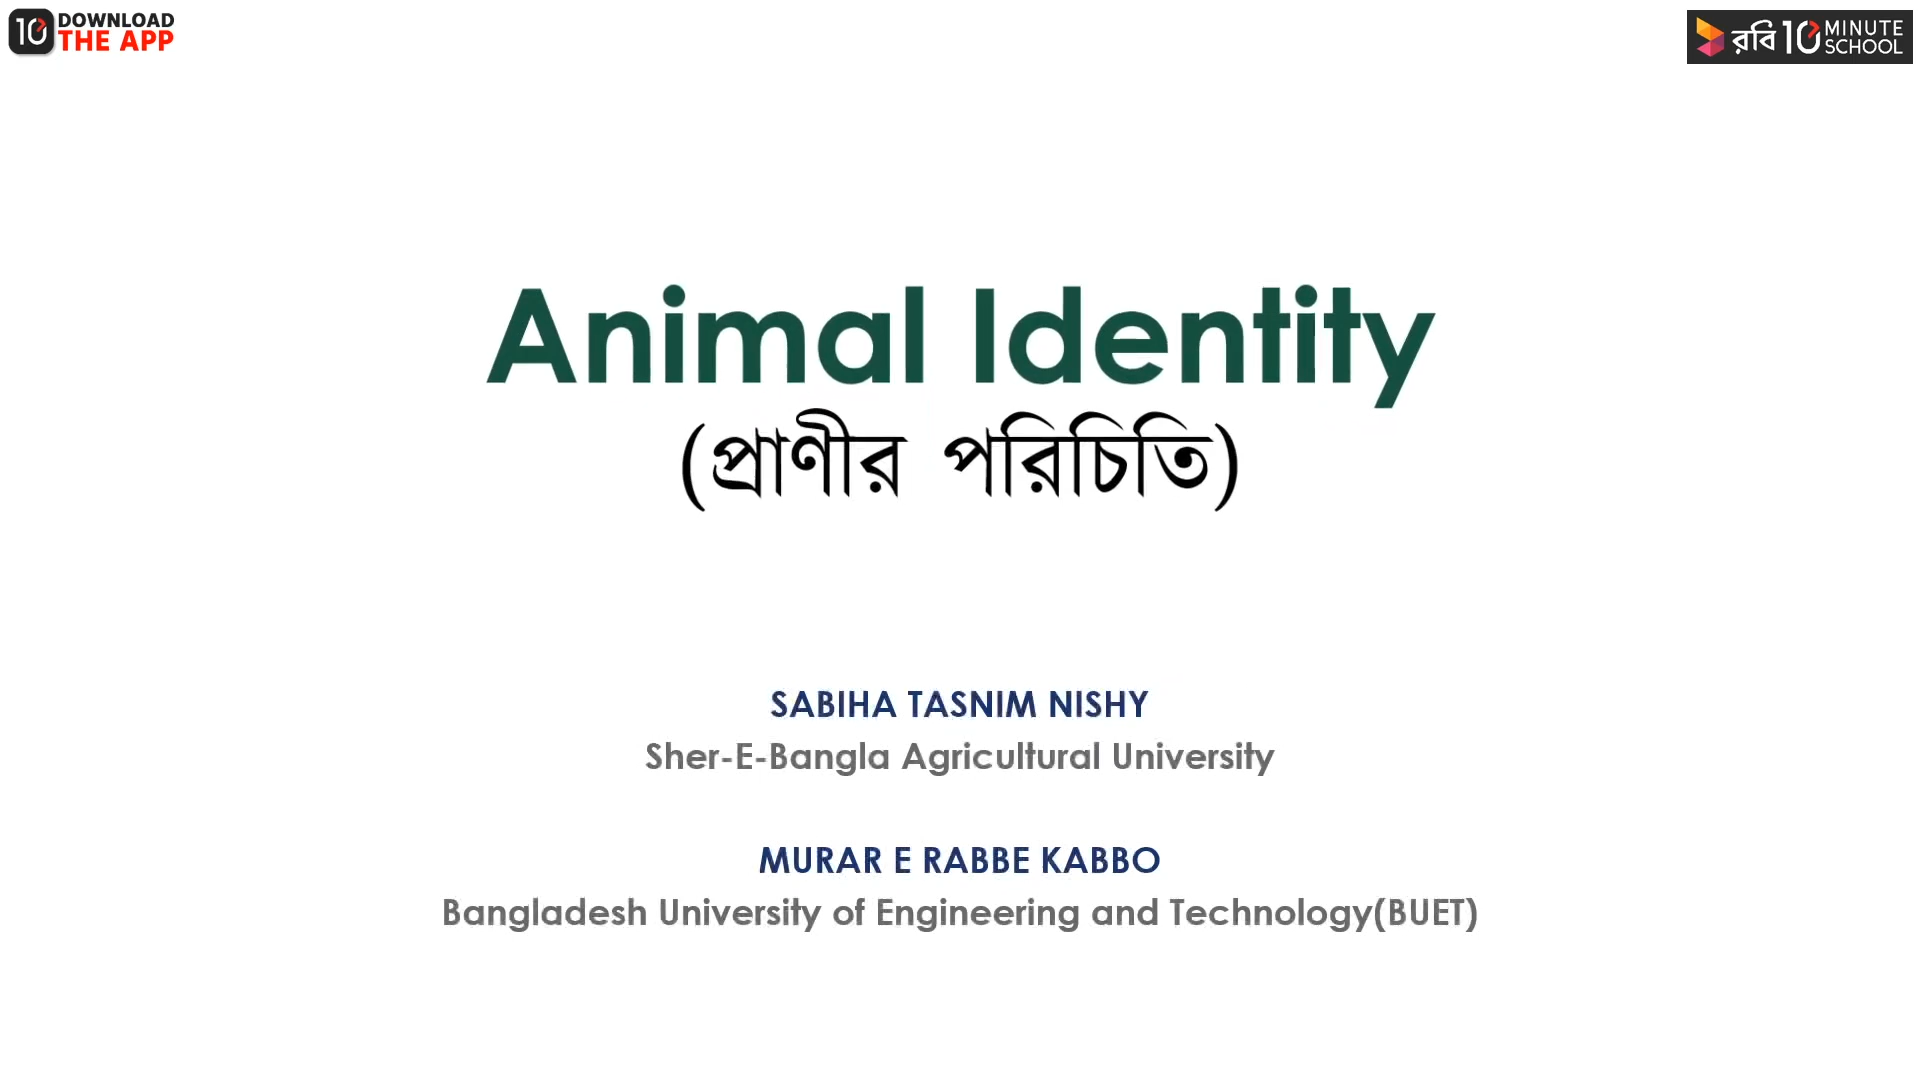 10 DOWNLOAD
THE APP
রবি 10 MINUTE
SCHOOL
Animal Identity
(প্রাণীর পরিচিতি)
SABIHA TASNIM NISHY
Sher-E-Bangla Agricultural University
MURAR E RABBE KABBO
Bangladesh University of Engineering and Technology(BUET)